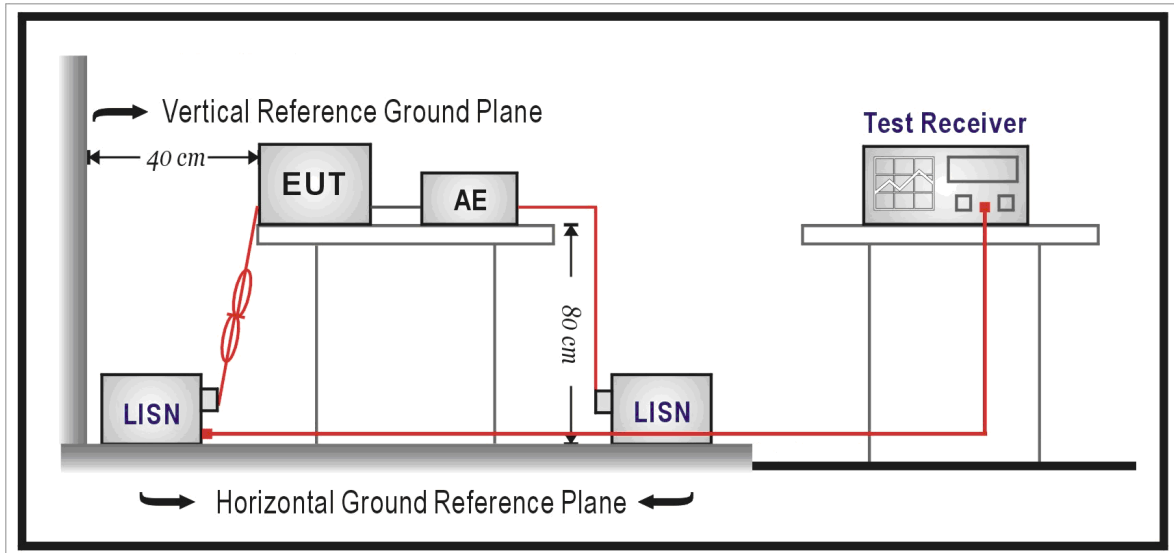 Vertical Reference Ground Plane
Test Receiver
40 cm
EUT
AE
80 cm
LISN
LISN
Horizontal Ground Reference Plane